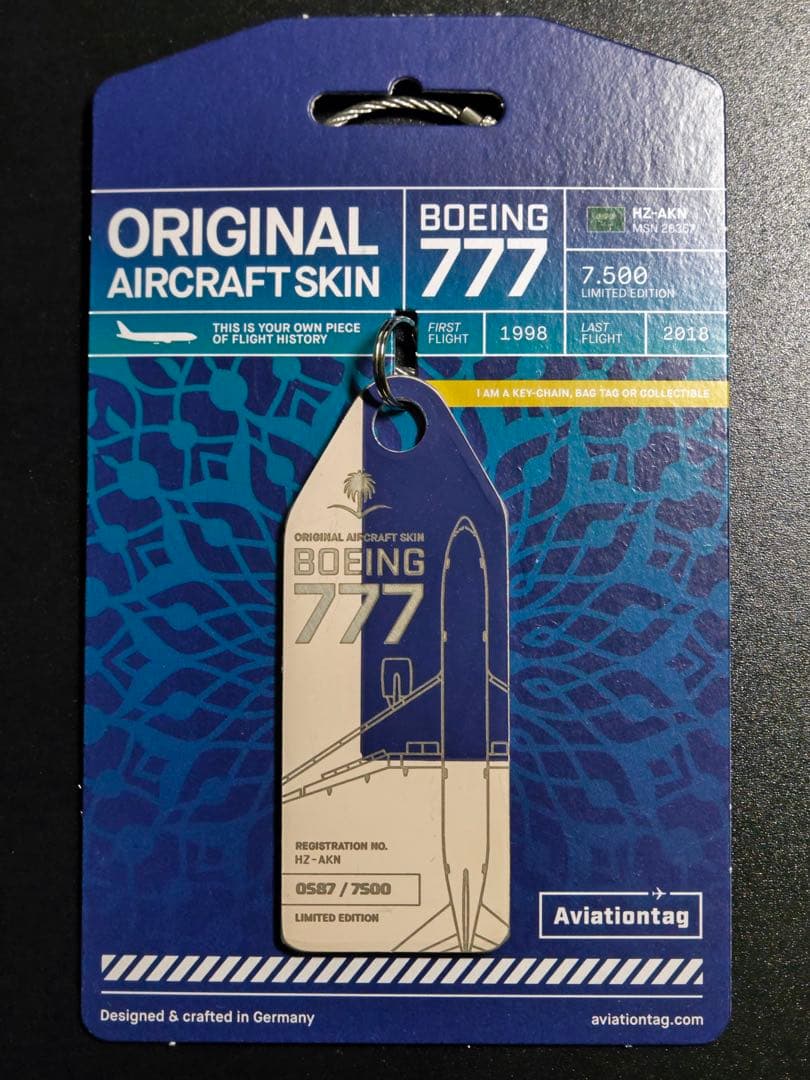 ORIGINAL
AIRCRAFT SKIN
BOEING
777
HZ-AKN
MSN
7.500
LIMITED EDITION
THIS IS YOUR OWN PIECE
OF FLIGHT HISTORY
FIRST
FLIGHT
1998
LAST
FLIGHT
2018
I AM A KEY-CHAIN, BAG TAG OR COLLECTIBLE
ORIGINAL AIRCRAFT SKIN
BOEING
777
REGISTRATION NO.
HZ-AKN
0587 / 7500
LIMITED EDITION
Aviationtag
Designed & crafted in Germany
aviationtag.com